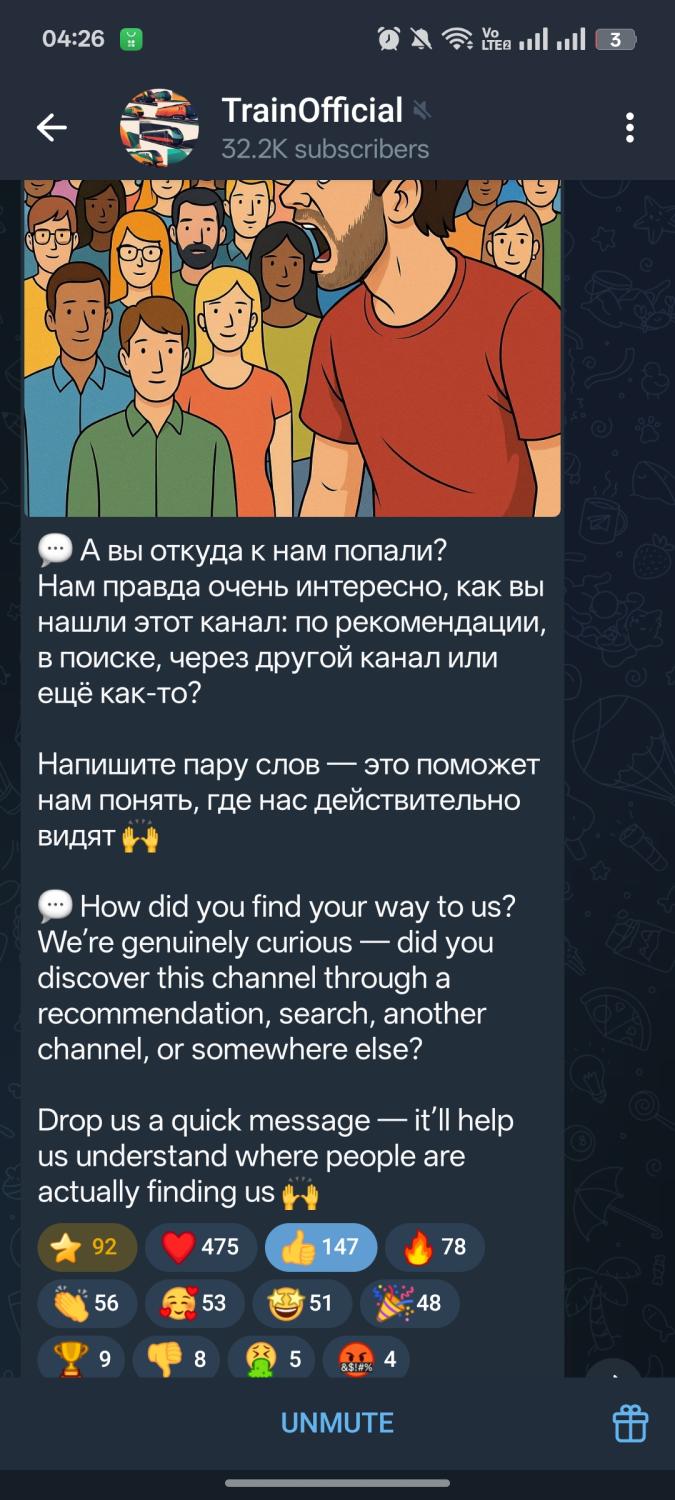 04:26
Vo
LTE2
3
TrainOfficial
32.2K subscribers
💬 А вы откуда к нам попали?
Нам правда очень интересно, как вы
нашли этот канал: по рекомендации,
в поиске, через другой канал или
ещё как-то?
Напишите пару слов — это поможет
нам понять, где нас действительно
видят 🙌
💬 How did you find your way to us?
We’re genuinely curious — did you
discover this channel through a
recommendation, search, another
channel, or somewhere else?
Drop us a quick message — it’ll help
us understand where people are
actually finding us 🙌
⭐ 92 ❤️ 475 👍 147 🔥 78
👏 56 🥰 53 🤩 51 🎉 48
🏆 9 👎 8 🤮 5 🤬 4
UNMUTE